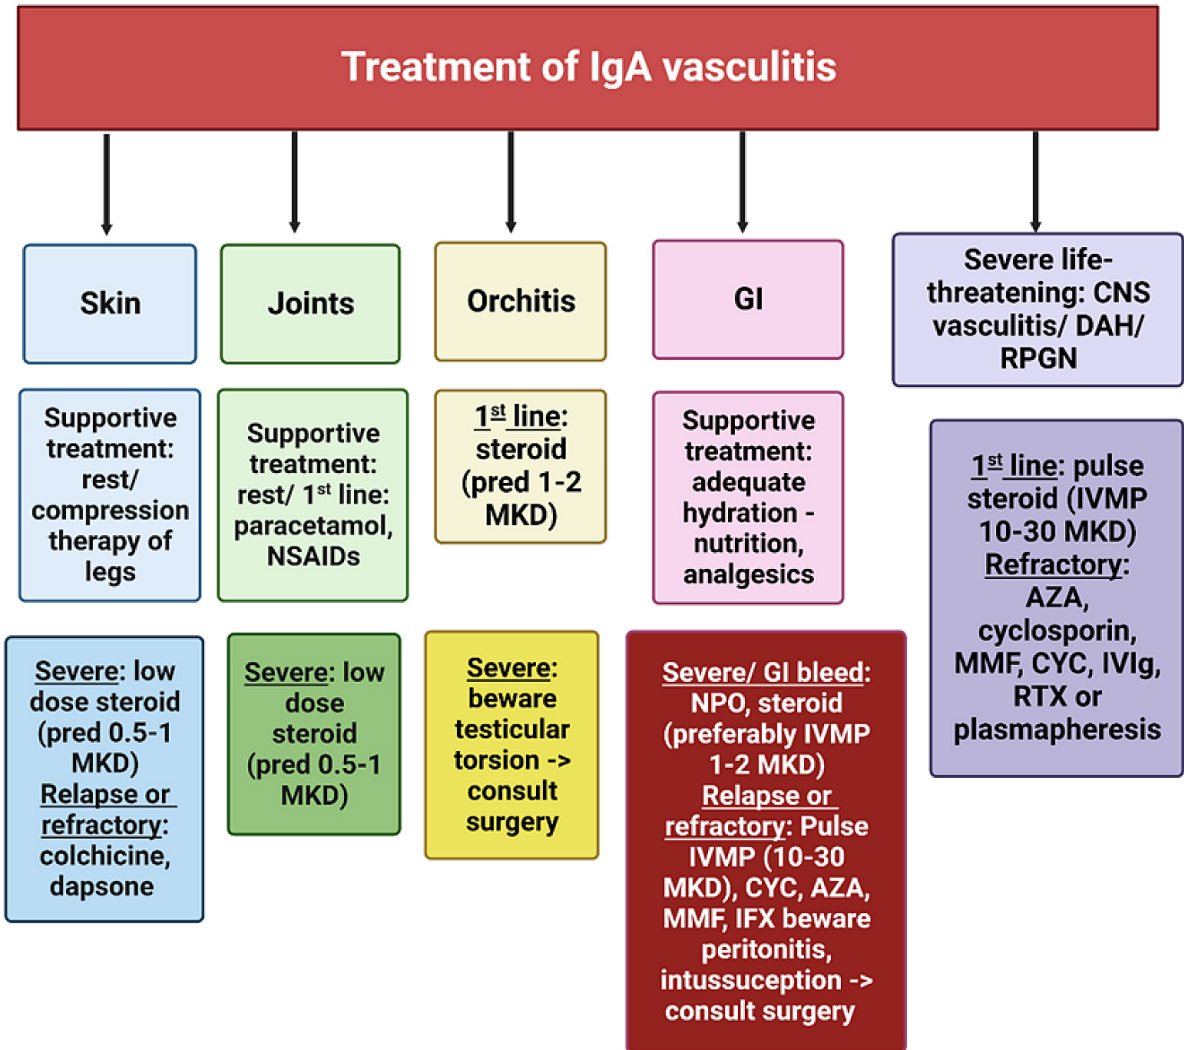 Treatment of IgA vasculitis
Skin
Supportive
treatment:
rest/
compression
therapy of
legs
Severe: low
dose steroid
(pred 0.5-1
MKD)
Relapse or
refractory:
colchicine,
dapsone
Joints
Supportive
treatment:
rest/ 1st line:
paracetamol,
NSAIDs
Severe: low
dose
steroid
(pred 0.5-1
MKD)
Orchitis
1st line:
steroid
(pred 1-2
MKD)
Severe:
beware
testicular
torsion ->
consult
surgery
GI
Supportive
treatment:
adequate
hydration -
nutrition,
analgesics
Severe/ GI bleed:
NPO, steroid
(preferably IVMP
1-2 MKD)
Relapse or
refractory: Pulse
IVMP (10-30
MKD), CYC, AZA,
MMF, IFX beware
peritonitis,
intussuception ->
consult surgery
Severe life-
threatening: CNS
vasculitis/ DAH/
RPGN
1st line: pulse
steroid (IVMP
10-30 MKD)
Refractory:
AZA,
cyclosporin,
MMF, CYC, IVIg,
RTX or
plasmapheresis